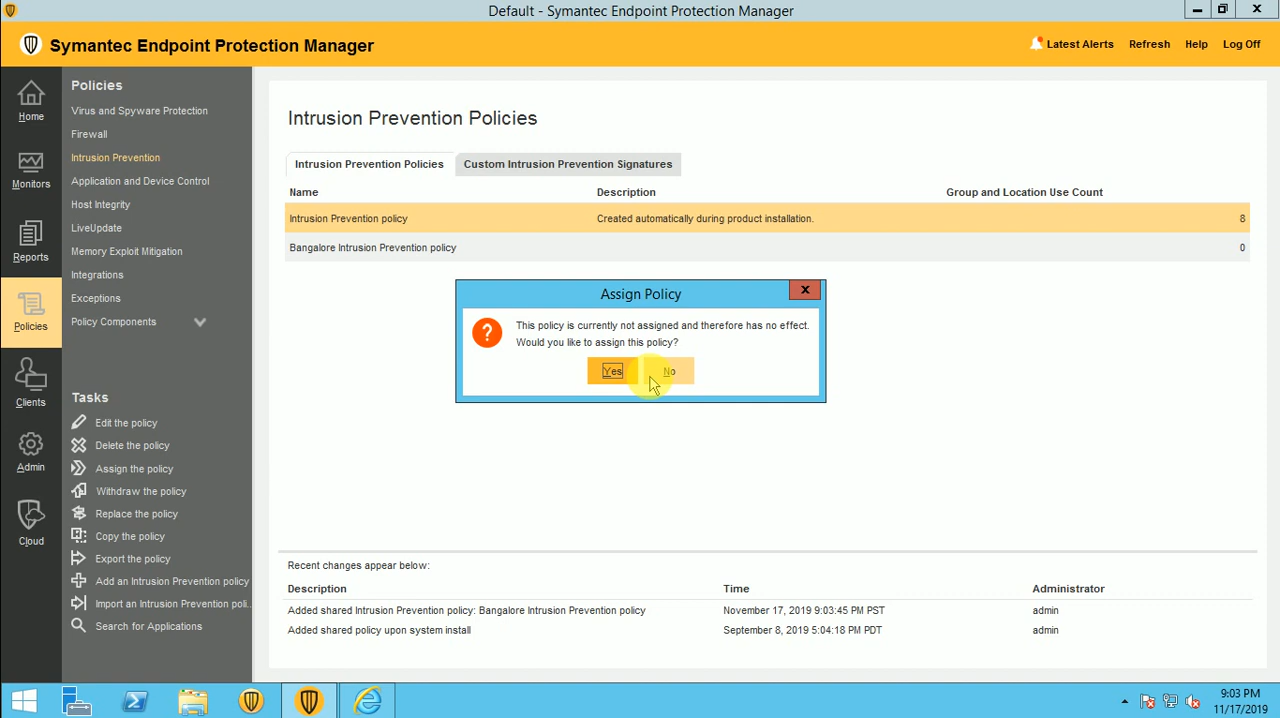 Default - Symantec Endpoint Protection Manager
Symantec Endpoint Protection Manager
Latest Alerts
Refresh
Help
Log Off
Home
Monitors
Reports
Policies
Clients
Admin
Cloud
Policies
Virus and Spyware Protection
Firewall
Intrusion Prevention
Application and Device Control
Host Integrity
LiveUpdate
Memory Exploit Mitigation
Integrations
Exceptions
Policy Components
Tasks
Edit the policy
Delete the policy
Assign the policy
Withdraw the policy
Replace the policy
Copy the policy
Export the policy
Add an Intrusion Prevention policy
Import an Intrusion Prevention poli...
Search for Applications
Intrusion Prevention Policies
Intrusion Prevention Policies Custom Intrusion Prevention Signatures
Name Description Group and Location Use Count
Intrusion Prevention policy Created automatically during product installation. 8
Bangalore Intrusion Prevention policy 0
Assign Policy
This policy is currently not assigned and therefore has no effect.
Would you like to assign this policy?
Yes No
Recent changes appear below:
Description Time Administrator
Added shared Intrusion Prevention policy: Bangalore Intrusion Prevention policy November 17, 2019 9:03:45 PM PST admin
Added shared policy upon system install September 8, 2019 5:04:18 PM PDT admin
9:03 PM
11/17/2019